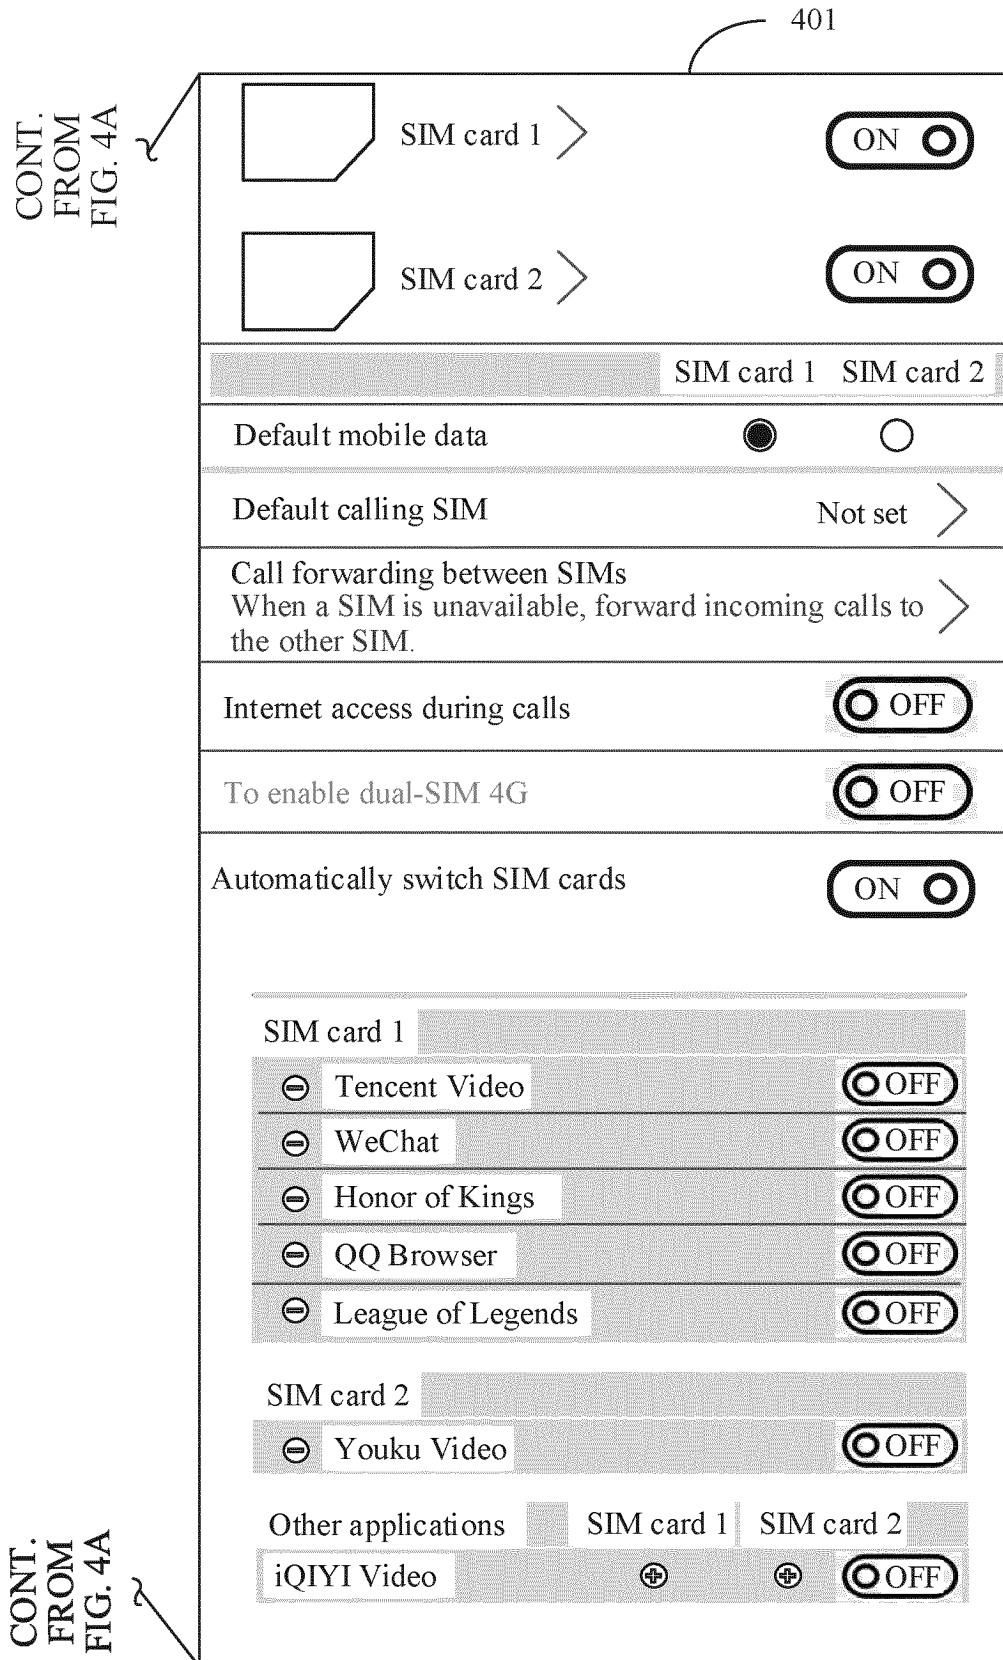 401
CONT.
FROM
FIG. 4A
SIM card 1
ON
SIM card 2
ON
SIM card 1 SIM card 2
Default mobile data
Default calling SIM Not set
Call forwarding between SIMs
When a SIM is unavailable, forward incoming calls to
the other SIM.
Internet access during calls OFF
To enable dual-SIM 4G OFF
Automatically switch SIM cards ON
SIM card 1
Tencent Video OFF
WeChat OFF
Honor of Kings OFF
QQ Browser OFF
League of Legends OFF
SIM card 2
Youku Video OFF
Other applications SIM card 1 SIM card 2
iQIYI Video OFF
CONT.
FROM
FIG. 4A